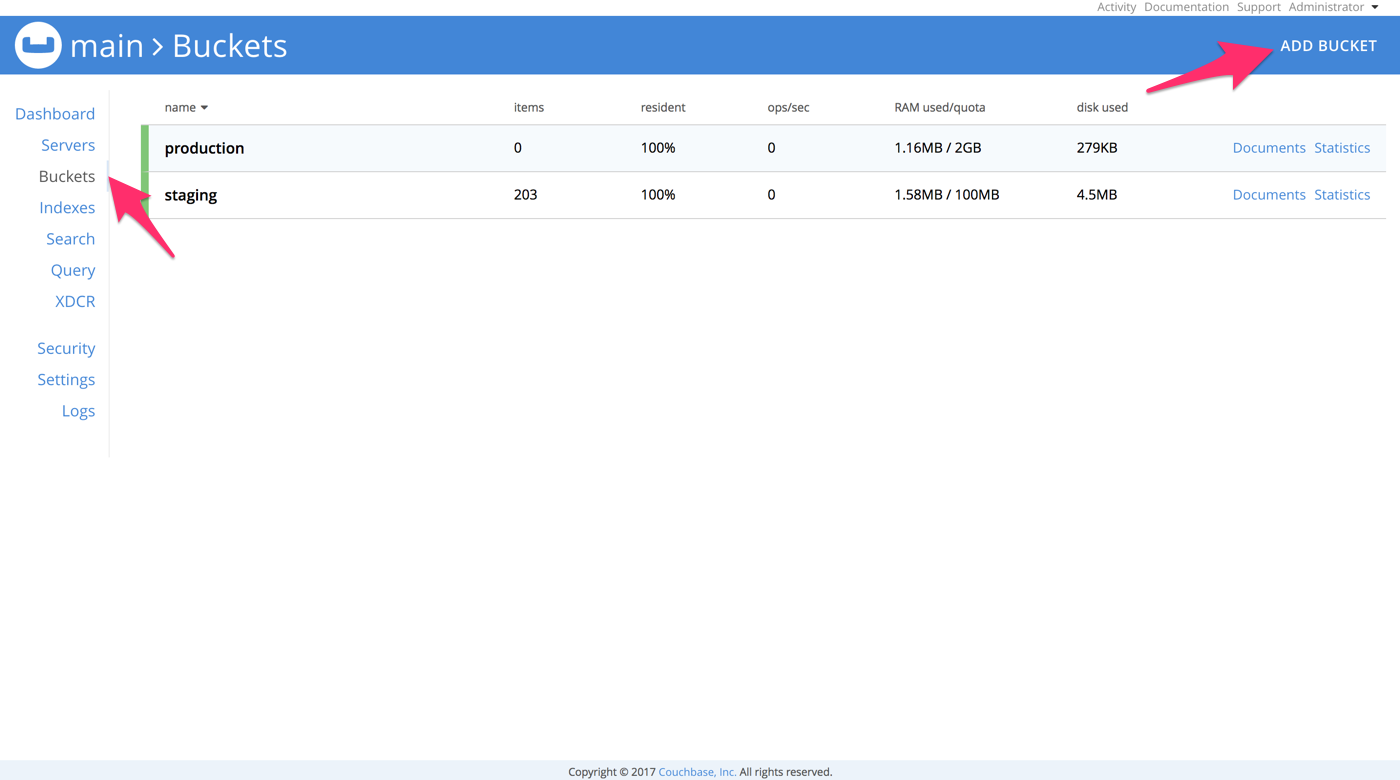 Activity Documentation Support Administrator
main > Buckets
ADD BUCKET
Dashboard
Servers
Buckets
Indexes
Search
Query
XDCR
Security
Settings
Logs
name items resident ops/sec RAM used/quota disk used
production 0 100% 0 1.16MB / 2GB 279KB Documents Statistics
staging 203 100% 0 1.58MB / 100MB 4.5MB Documents Statistics
Copyright © 2017 Couchbase, Inc. All rights reserved.